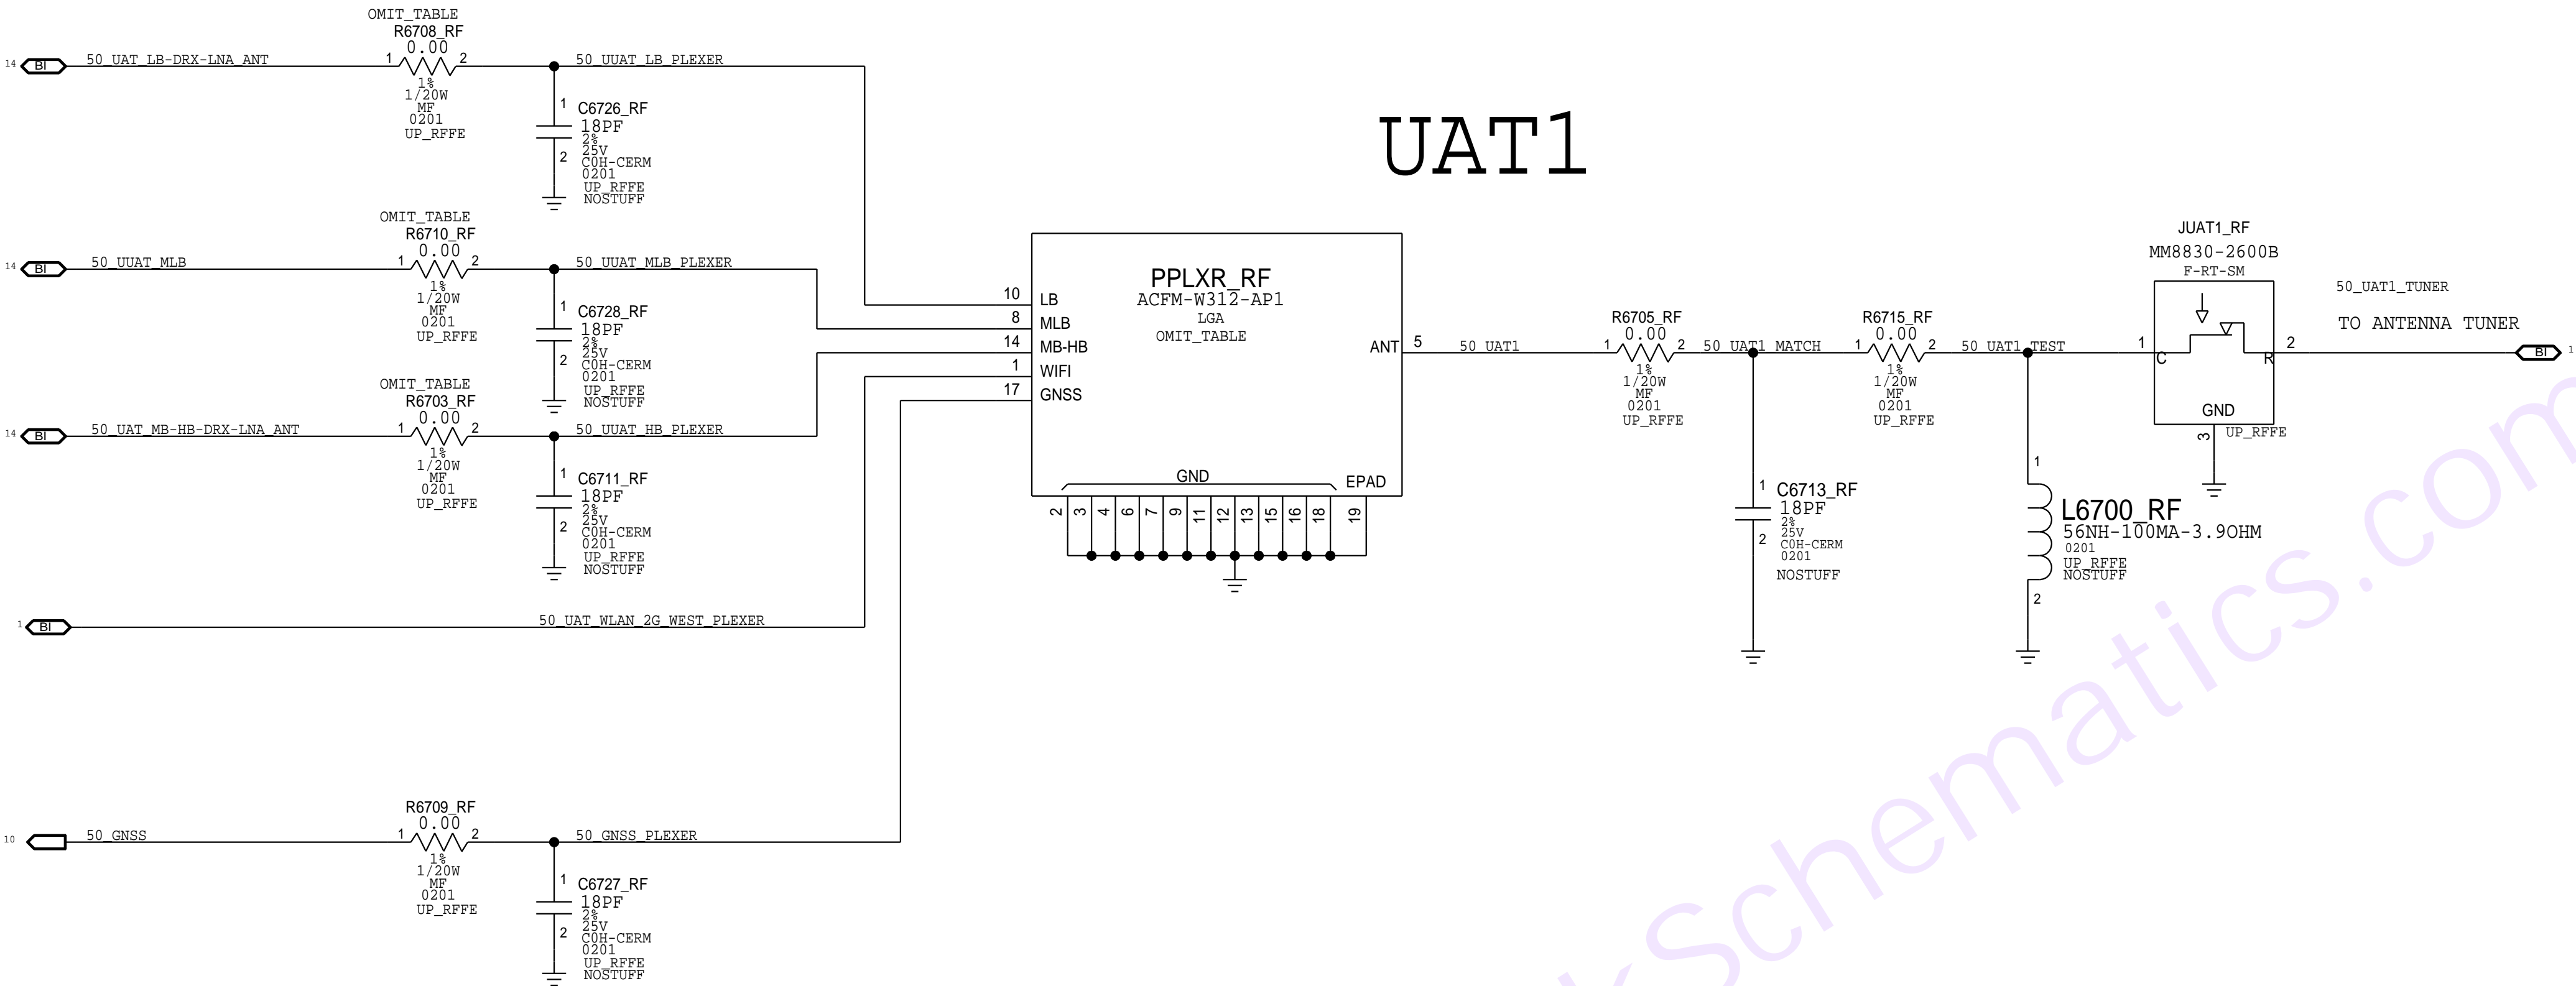 UAT1
OMIT_TABLE
R6708_RF
0.00
14 BI 50_UAT_LB-DRX-LNA_ANT 1 2 50_UUAT_LB_PLEXER
1%
1/20W
MF
0201
UP_RFFE
1 C6726_RF
18PF
2%
25V
2 C0H-CERM
0201
UP_RFFE
NOSTUFF
OMIT_TABLE
R6710_RF
0.00
14 BI 50_UUAT_MLB 1 2 50_UUAT_MLB_PLEXER
1%
1/20W
MF
0201
UP_RFFE
1 C6728_RF
18PF
2%
25V
2 C0H-CERM
0201
UP_RFFE
NOSTUFF
OMIT_TABLE
R6703_RF
0.00
14 BI 50_UAT_MB-HB-DRX-LNA_ANT 1 2 50_UUAT_HB_PLEXER
1%
1/20W
MF
0201
UP_RFFE
1 C6711_RF
18PF
2%
25V
2 C0H-CERM
0201
UP_RFFE
NOSTUFF
1 BI 50_UAT_WLAN_2G_WEST_PLEXER
R6709_RF
0.00
10 50_GNSS 1 2 50_GNSS_PLEXER
1%
1/20W
MF
0201
UP_RFFE
1 C6727_RF
18PF
2%
25V
2 C0H-CERM
0201
UP_RFFE
NOSTUFF
PPLXR_RF
ACFM-W312-AP1
LGA
OMIT_TABLE
10 LB
8 MLB
14 MB-HB
1 WIFI
17 GNSS
ANT 5
GND EPAD
2 3 4 6 7 9 11 12 13 15 16 18 19
50_UAT1
R6705_RF
0.00
1 2
1%
1/20W
MF
0201
UP_RFFE
50_UAT1_MATCH
1 C6713_RF
18PF
2%
25V
2 C0H-CERM
0201
NOSTUFF
R6715_RF
0.00
1 2
1%
1/20W
MF
0201
UP_RFFE
50_UAT1_TEST
1
L6700_RF
56NH-100MA-3.9OHM
0201
UP_RFFE
NOSTUFF
2
JUAT1_RF
MM8830-2600B
F-RT-SM
1 C R 2
GND
3 UP_RFFE
50_UAT1_TUNER
TO ANTENNA TUNER
BI 1
kSchematics.com